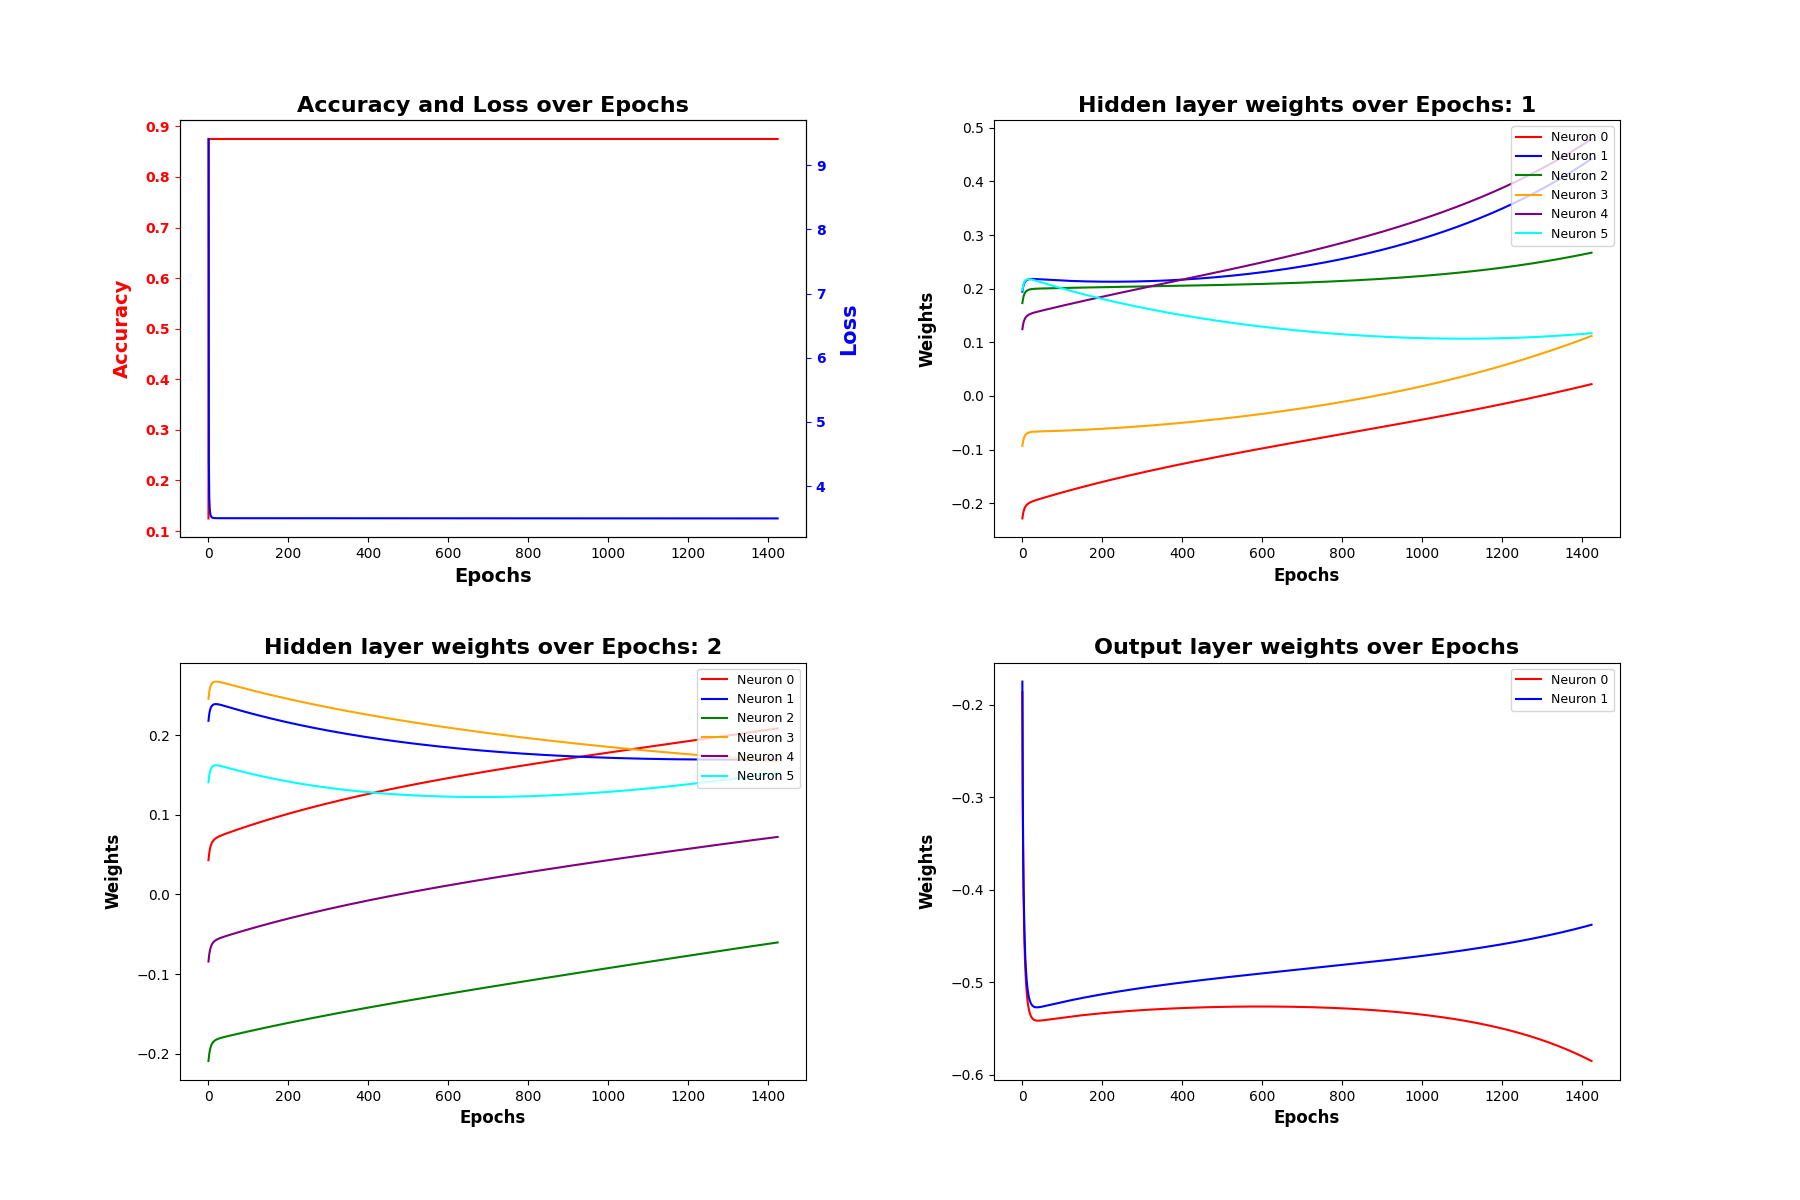 Accuracy and Loss over Epochs
0.9
0.8
0.7
0.6
0.5
0.4
0.3
0.2
0.1
Accuracy
9
8
7
6
5
4
Loss
0 200 400 600 800 1000 1200 1400
Epochs
Hidden layer weights over Epochs: 1
0.5
0.4
0.3
0.2
0.1
0.0
−0.1
−0.2
Weights
Neuron 0
Neuron 1
Neuron 2
Neuron 3
Neuron 4
Neuron 5
0 200 400 600 800 1000 1200 1400
Epochs
Hidden layer weights over Epochs: 2
0.2
0.1
0.0
−0.1
−0.2
Weights
Neuron 0
Neuron 1
Neuron 2
Neuron 3
Neuron 4
Neuron 5
0 200 400 600 800 1000 1200 1400
Epochs
Output layer weights over Epochs
−0.2
−0.3
−0.4
−0.5
−0.6
Weights
Neuron 0
Neuron 1
0 200 400 600 800 1000 1200 1400
Epochs